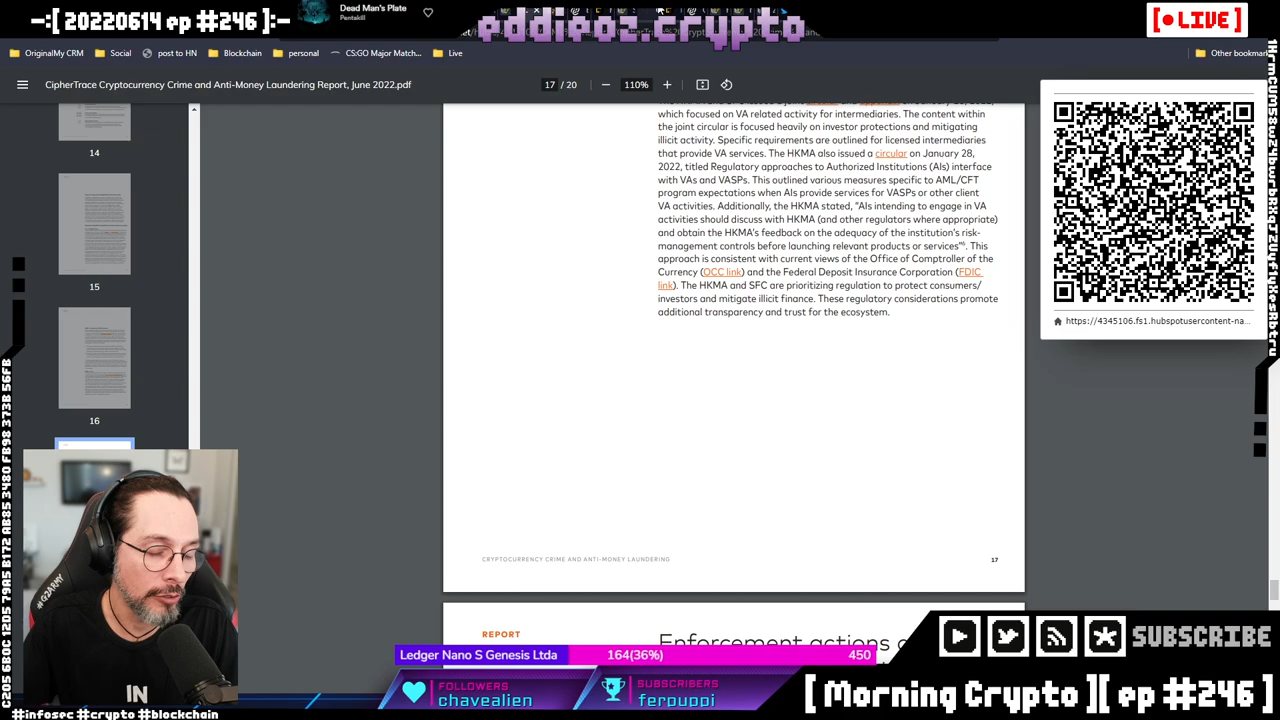 -:[ 20220614 ep #246 ]:-
Dead Man's Plate
Pentakill
eddieoz.crypto
[ LIVE ]
OriginalMy CRM
Social
post to HN
Blockchain
personal
CS:GO Major Match...
Live
Other bookmar
CipherTrace Cryptocurrency Crime and Anti-Money Laundering Report, June 2022.pdf
17 / 20
110%
14
15
16
which focused on VA related activity for intermediaries. The content within
the joint circular is focused heavily on investor protections and mitigating
illicit activity. Specific requirements are outlined for licensed intermediaries
that provide VA services. The HKMA also issued a circular on January 28,
2022, titled Regulatory approaches to Authorized Institutions (AIs) interface
with VAs and VASPs. This outlined various measures specific to AML/CFT
program expectations when AIs provide services for VASPs or other client
VA activities. Additionally, the HKMA stated, "AIs intending to engage in VA
activities should discuss with HKMA (and other regulators where appropriate)
and obtain the HKMA's feedback on the adequacy of the institution's risk-
management controls before launching relevant products or services"⁶. This
approach is consistent with current views of the Office of Comptroller of the
Currency (OCC link) and the Federal Deposit Insurance Corporation (FDIC
link). The HKMA and SFC are prioritizing regulation to protect consumers/
investors and mitigate illicit finance. These regulatory considerations promote
additional transparency and trust for the ecosystem.
https://4345106.fs1.hubspotusercontent-na...
CRYPTOCURRENCY CRIME AND ANTI-MONEY LAUNDERING
17
REPORT
Enforcement actions
Ledger Nano S Genesis Ltda
164(36%)
450
FOLLOWERS
chavealien
SUBSCRIBERS
ferpuppi
SUBSCRIBE
[ Morning Crypto ][ ep #246 ]
IN
#infosec #crypto #blockchain